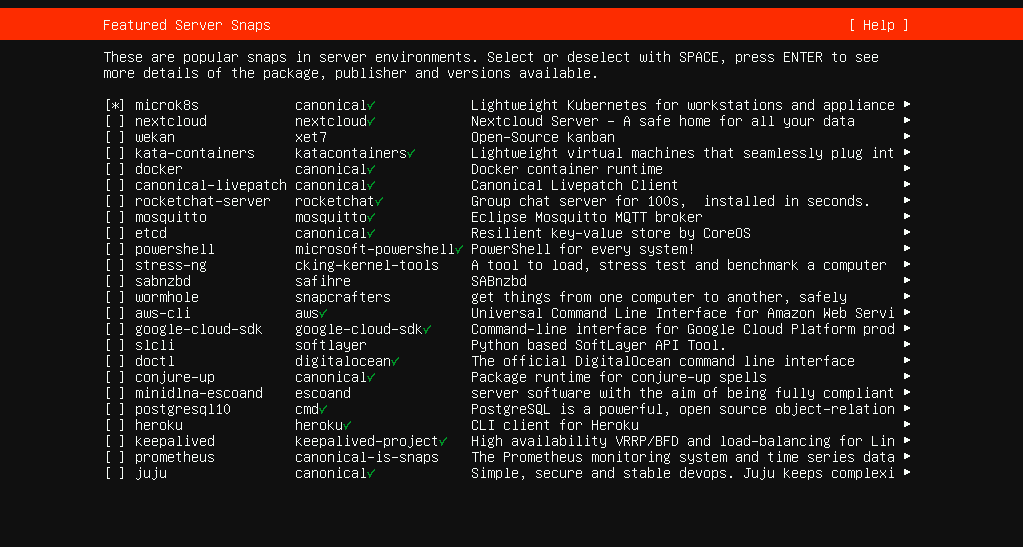 Featured Server Snaps [ Help ]
These are popular snaps in server environments. Select or deselect with SPACE, press ENTER to see
more details of the package, publisher and versions available.
[*] microk8s canonical✓ Lightweight Kubernetes for workstations and appliance ▸
[ ] nextcloud nextcloud✓ Nextcloud Server - A safe home for all your data ▸
[ ] wekan xet7 Open-Source kanban ▸
[ ] kata-containers katacontainers✓ Lightweight virtual machines that seamlessly plug int ▸
[ ] docker canonical✓ Docker container runtime ▸
[ ] canonical-livepatch canonical✓ Canonical Livepatch Client ▸
[ ] rocketchat-server rocketchat✓ Group chat server for 100s,  installed in seconds. ▸
[ ] mosquitto mosquitto✓ Eclipse Mosquitto MQTT broker ▸
[ ] etcd canonical✓ Resilient key-value store by CoreOS ▸
[ ] powershell microsoft-powershell✓ PowerShell for every system! ▸
[ ] stress-ng cking-kernel-tools A tool to load, stress test and benchmark a computer ▸
[ ] sabnzbd safihre SABnzbd ▸
[ ] wormhole snapcrafters get things from one computer to another, safely ▸
[ ] aws-cli aws✓ Universal Command Line Interface for Amazon Web Servi ▸
[ ] google-cloud-sdk google-cloud-sdk✓ Command-line interface for Google Cloud Platform prod ▸
[ ] slcli softlayer Python based SoftLayer API Tool. ▸
[ ] doctl digitalocean✓ The official DigitalOcean command line interface ▸
[ ] conjure-up canonical✓ Package runtime for conjure-up spells ▸
[ ] minidlna-escoand escoand server software with the aim of being fully compliant ▸
[ ] postgresql10 cmd✓ PostgreSQL is a powerful, open source object-relation ▸
[ ] heroku heroku✓ CLI client for Heroku ▸
[ ] keepalived keepalived-project✓ High availability VRRP/BFD and load-balancing for Lin ▸
[ ] prometheus canonical-is-snaps The Prometheus monitoring system and time series data ▸
[ ] juju canonical✓ Simple, secure and stable devops. Juju keeps complexi ▸